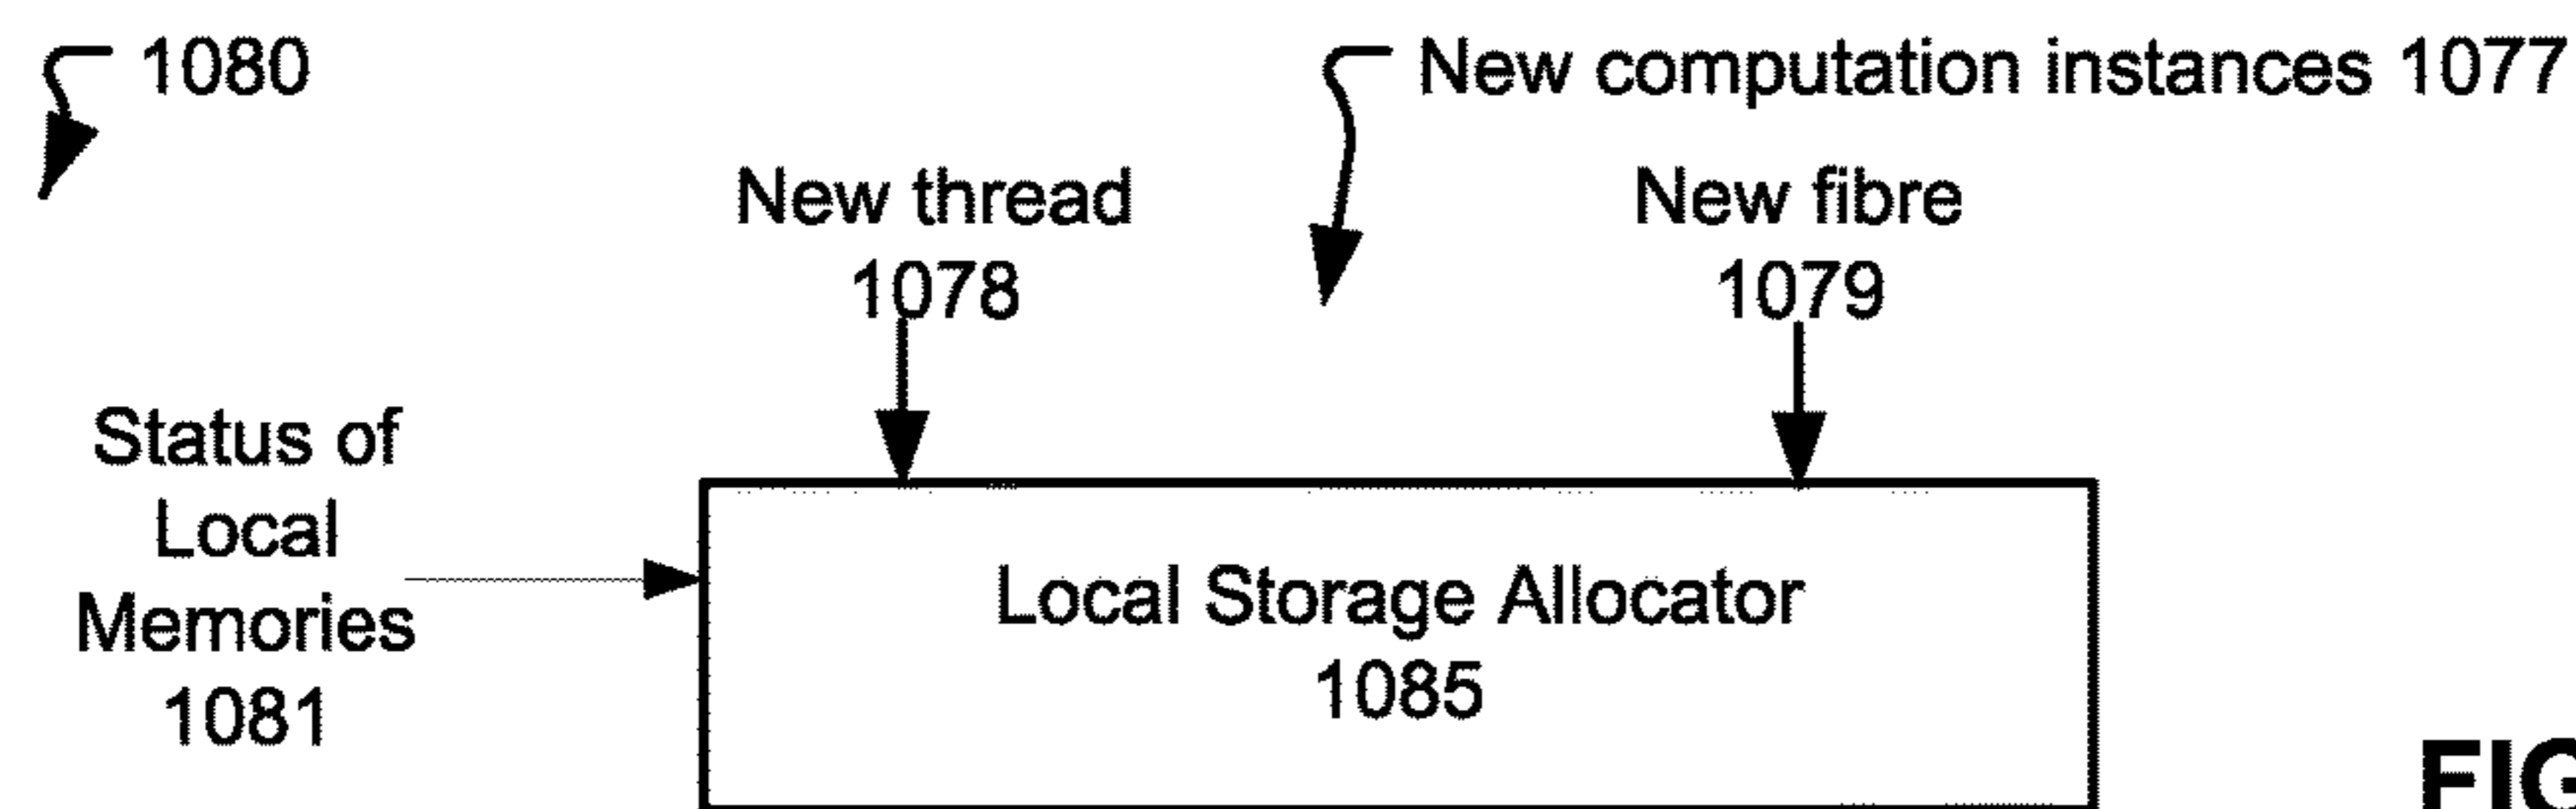 1080
New computation instances 1077
New thread
1078
New fibre
1079
Status of
Local
Memories
1081
Local Storage Allocator
1085